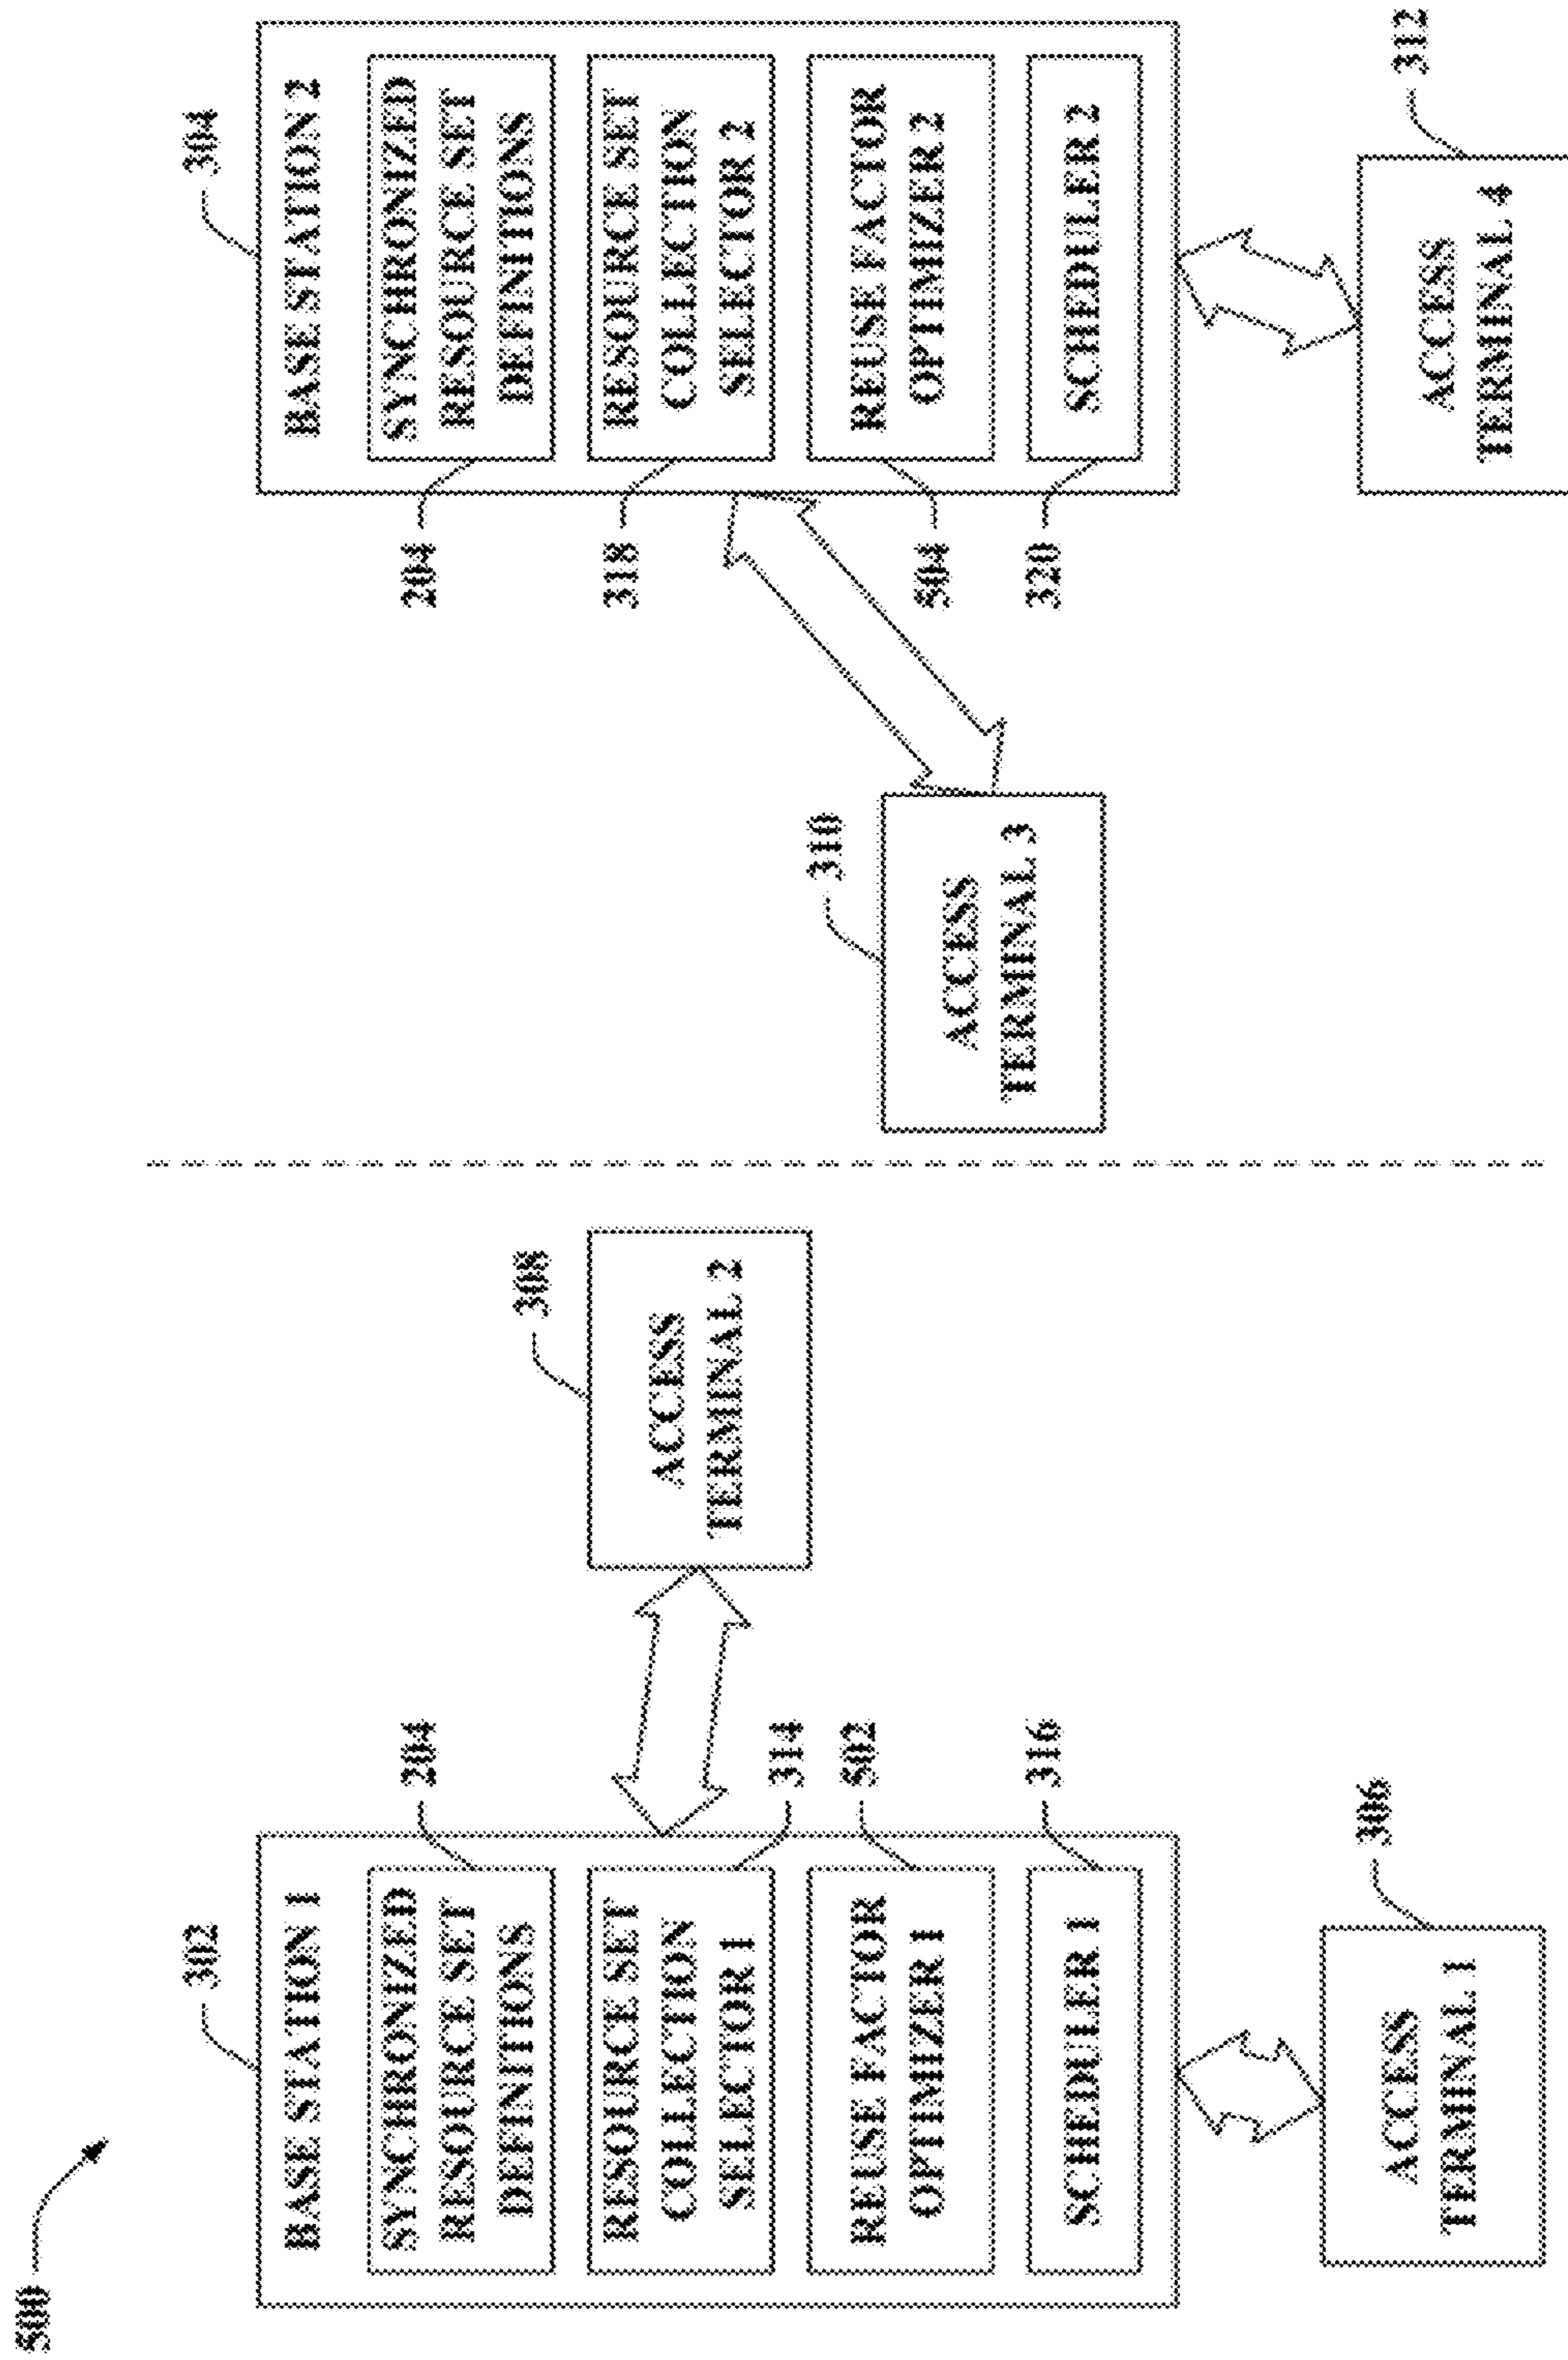 500
302
BASE STATION 1
SYNCHRONIZED
RESOURCE SET
DEFINITIONS
204
RESOURCE SET
COLLECTION
SELECTOR 1
314
REUSE FACTOR
OPTIMIZER 1
502
SCHEDULER 1
316
306
ACCESS
TERMINAL 1
308
ACCESS
TERMINAL 2
304
BASE STATION 2
SYNCHRONIZED
RESOURCE SET
DEFINITIONS
204
RESOURCE SET
COLLECTION
SELECTOR 2
318
REUSE FACTOR
OPTIMIZER 2
504
SCHEDULER 2
320
310
ACCESS
TERMINAL 3
312
ACCESS
TERMINAL 4